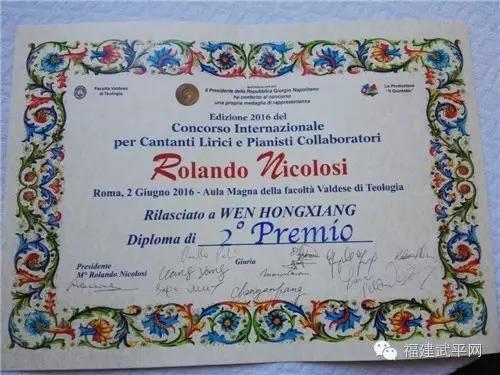 Facoltà Valdese
di Teologia
Il Presidente della Repubblica Giorgio Napolitano
ha conferito al concorso
una propria medaglia di rappresentanza
La Produzione
Edizione 2016 del
Concorso Internazionale
per Cantanti Lirici e Pianisti Collaboratori
Rolando Nicolosi
Roma, 2 Giugno 2016 - Aula Magna della facoltà Valdese di Teologia
Rilasciato a WEN HONGXIANG
Diploma di 2° Premio
Presidente
Giuria
M° Rolando Nicolosi
福建武平网